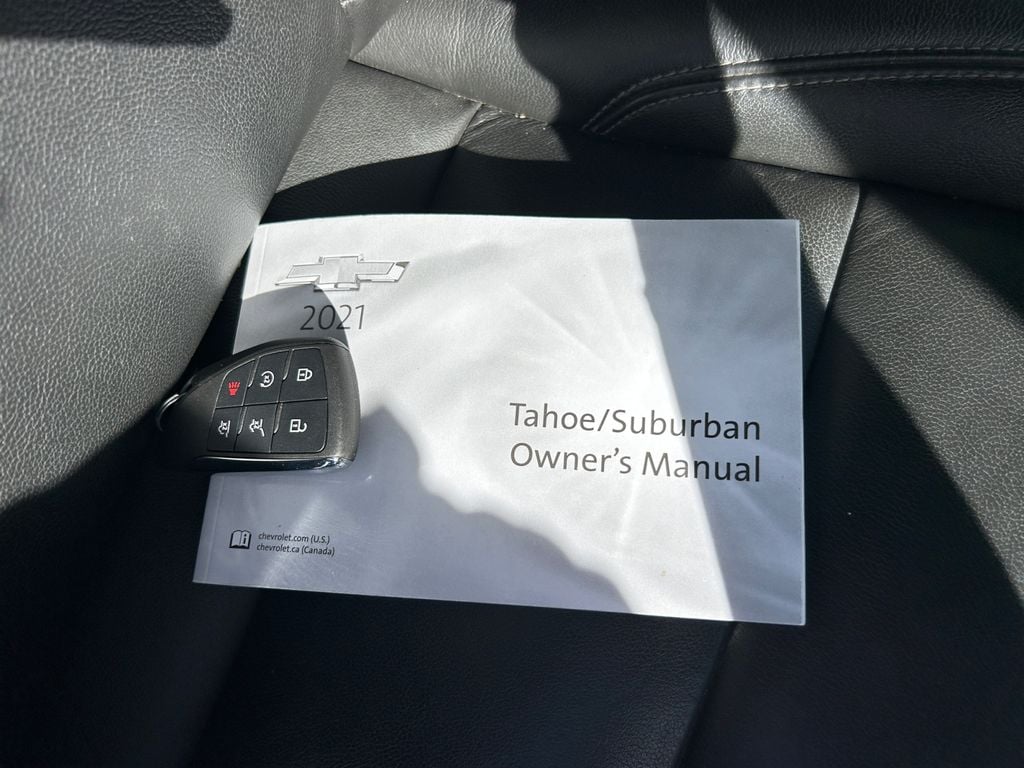 2021
Tahoe/Suburban
Owner's Manual
chevrolet.com (U.S.)
chevrolet.ca (Canada)